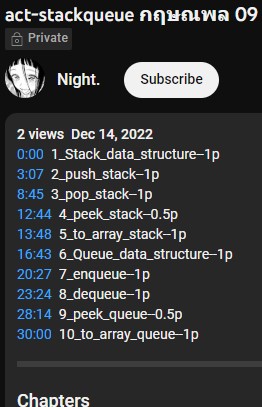 act-stackqueue กฤษณพล 09
Private
Night.
Subscribe
2 views Dec 14, 2022
0:00 1_Stack_data_structure--1p
3:07 2_push_stack--1p
8:45 3_pop_stack--1p
12:44 4_peek_stack--0.5p
13:48 5_to_array_stack--1p
16:43 6_Queue_data_structure--1p
20:27 7_enqueue--1p
23:24 8_dequeue--1p
28:14 9_peek_queue--0.5p
30:00 10_to_array_queue--1p
Chapters